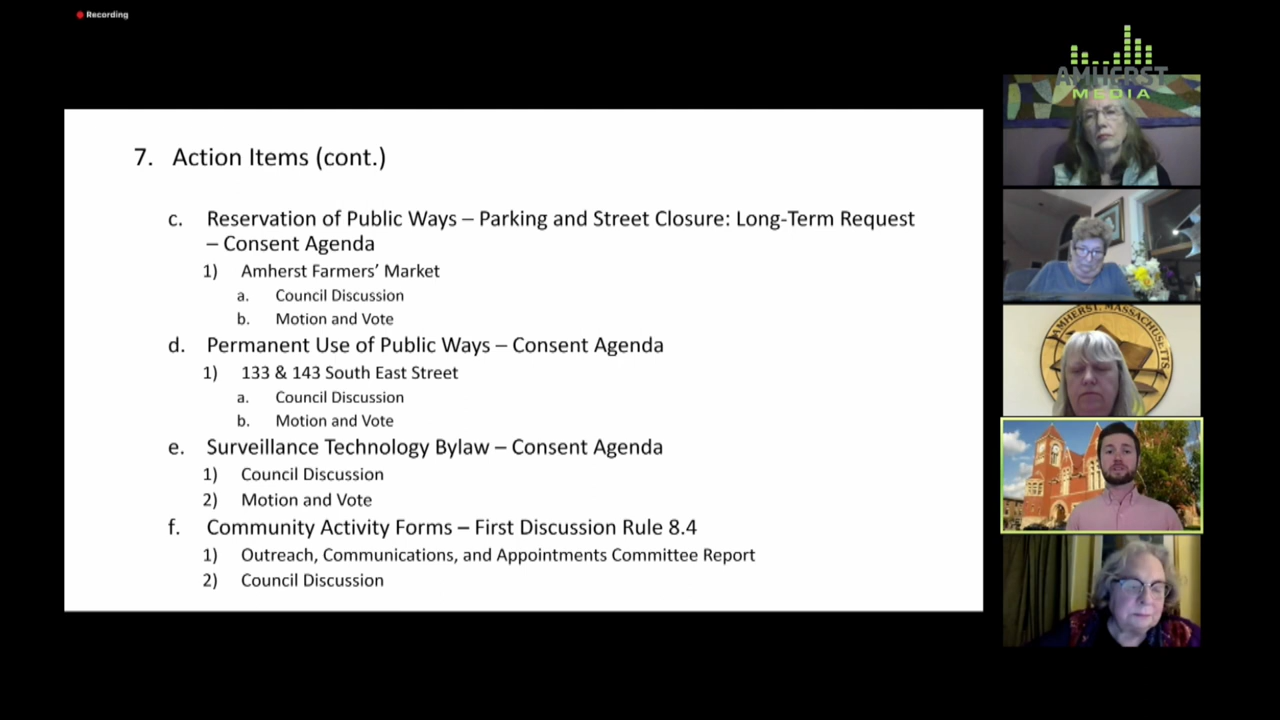 Recording
AMHERST
MEDIA
7. Action Items (cont.)
c. Reservation of Public Ways – Parking and Street Closure: Long-Term Request
– Consent Agenda
1) Amherst Farmers’ Market
a. Council Discussion
b. Motion and Vote
d. Permanent Use of Public Ways – Consent Agenda
1) 133 & 143 South East Street
a. Council Discussion
b. Motion and Vote
e. Surveillance Technology Bylaw – Consent Agenda
1) Council Discussion
2) Motion and Vote
f. Community Activity Forms – First Discussion Rule 8.4
1) Outreach, Communications, and Appointments Committee Report
2) Council Discussion
AMHERST, MASSACHUSETTS